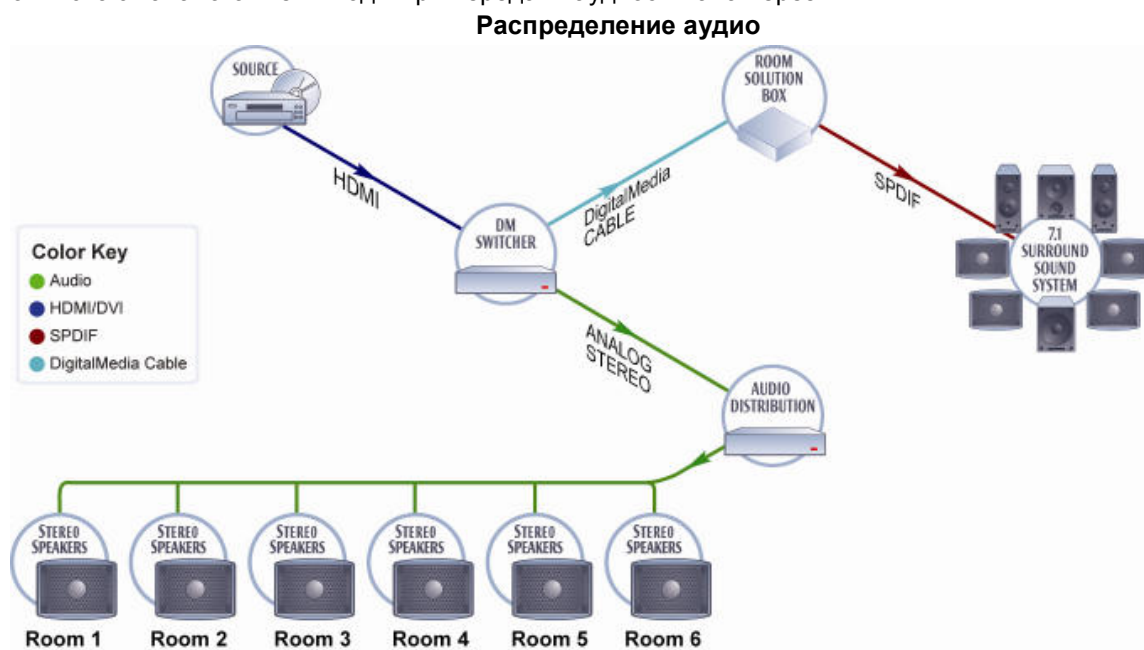 Распределение аудио
SOURCE
ROOM
SOLUTION
BOX
HDMI
DigitalMedia
CABLE
SPDIF
DM
SWITCHER
7.1
SURROUND
SOUND
SYSTEM
Color Key
Audio
HDMI/DVI
SPDIF
DigitalMedia Cable
ANALOG
STEREO
AUDIO
DISTRIBUTION
STEREO
SPEAKERS
STEREO
SPEAKERS
STEREO
SPEAKERS
STEREO
SPEAKERS
STEREO
SPEAKERS
STEREO
SPEAKERS
Room 1
Room 2
Room 3
Room 4
Room 5
Room 6